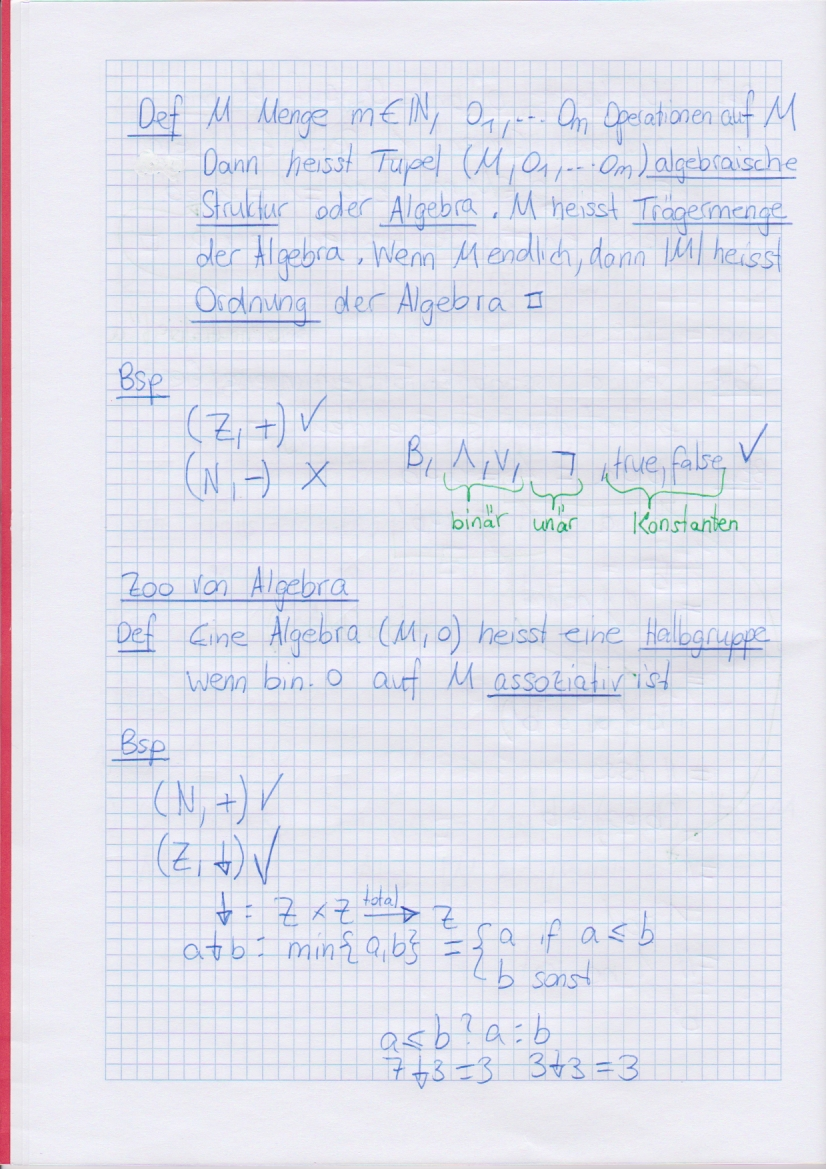 Def M Menge m∈ℕ, O₁,... Oₘ Operationen auf M
Dann heisst Tupel (M,O₁,...Oₘ) algebraische
Struktur oder Algebra. M heisst Trägermenge
der Algebra. Wenn M endlich, dann |M| heisst
Ordnung der Algebra □
Bsp
(Z,+) ✓
(N,-) X
B, ∧,∨, ¬ ,true,false ✓
binär unär Konstanten
Zoo von Algebra
Def Eine Algebra (M,o) heisst eine Halbgruppe
wenn bin. o auf M assoziativ ist
Bsp
(N,+) ✓
(Z,↓) ✓
↓ = Z × Z total→ Z
a↓b = min{a,b} = { a if a ≤ b
b sonst
a≤b ? a : b
7↓3=3 3↓3=3